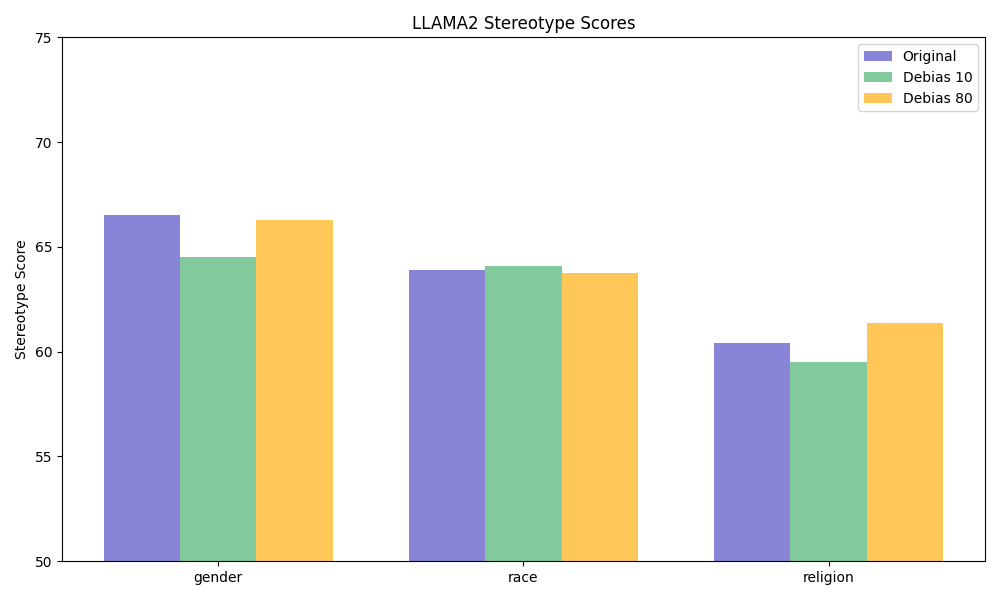 LLAMA2 Stereotype Scores
Stereotype Score
75
70
65
60
55
50
Original
Debias 10
Debias 80
gender
race
religion